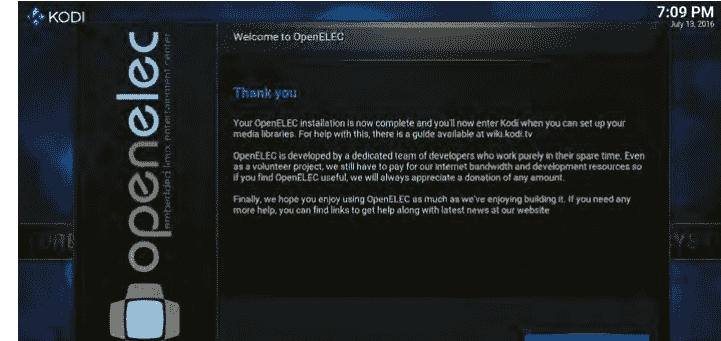 KODI
7:09 PM
July 13, 2016
Welcome to OpenELEC
openelec
embedded linux entertainment center
Thank you
Your OpenELEC installation is now complete and you'll now enter Kodi when you can set up your
media libraries. For help with this, there is a guide available at wiki.kodi.tv
OpenELEC is developed by a dedicated team of developers who work purely in their spare time. Even
as a volunteer project, we still have to pay for our internet bandwidth and development resources so
if you find OpenELEC useful, we will always appreciate a donation of any amount.
Finally, we hope you enjoy using OpenELEC as much as we've enjoying building it. If you need any
more help, you can find links to get help along with latest news at our website